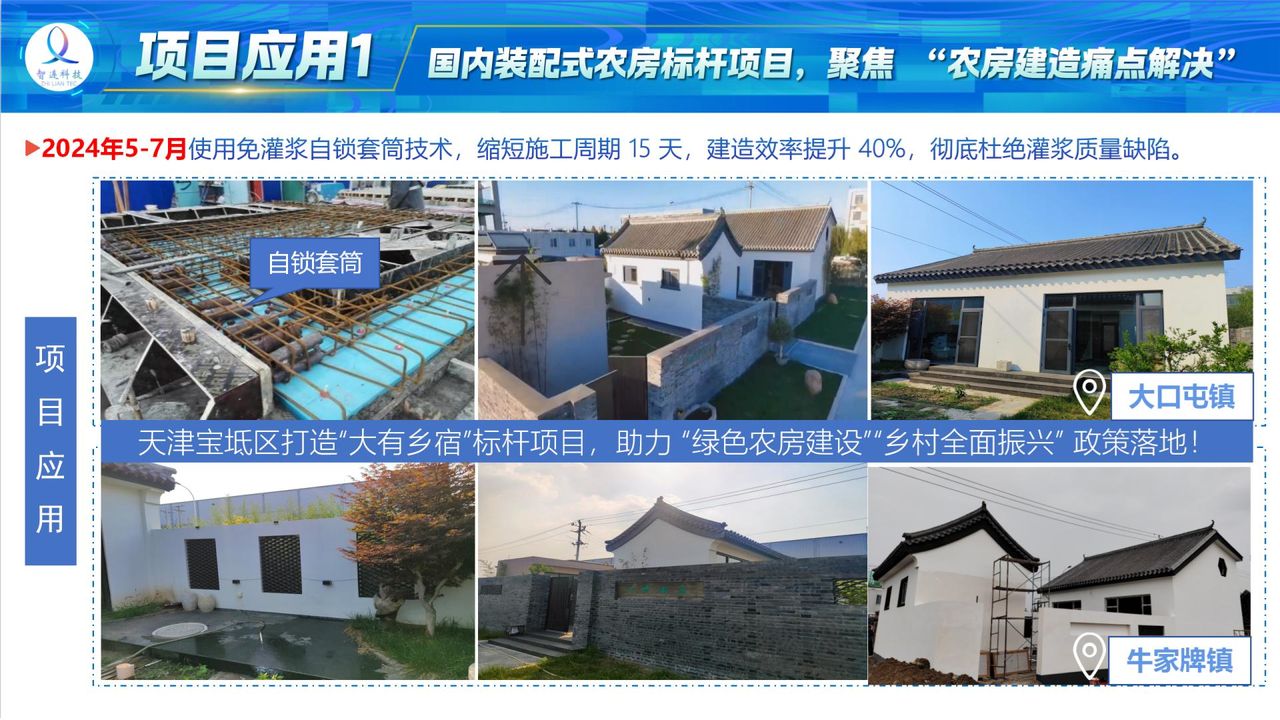 智连科技
ZHI LIAN TEC
项目应用1
国内装配式农房标杆项目，聚焦 “农房建造痛点解决”
2024年5-7月使用免灌浆自锁套筒技术，缩短施工周期 15 天，建造效率提升 40%，彻底杜绝灌浆质量缺陷。
项目应用
自锁套筒
大口屯镇
天津宝坻区打造“大有乡宿”标杆项目，助力 “绿色农房建设”“乡村全面振兴” 政策落地！
牛家牌镇